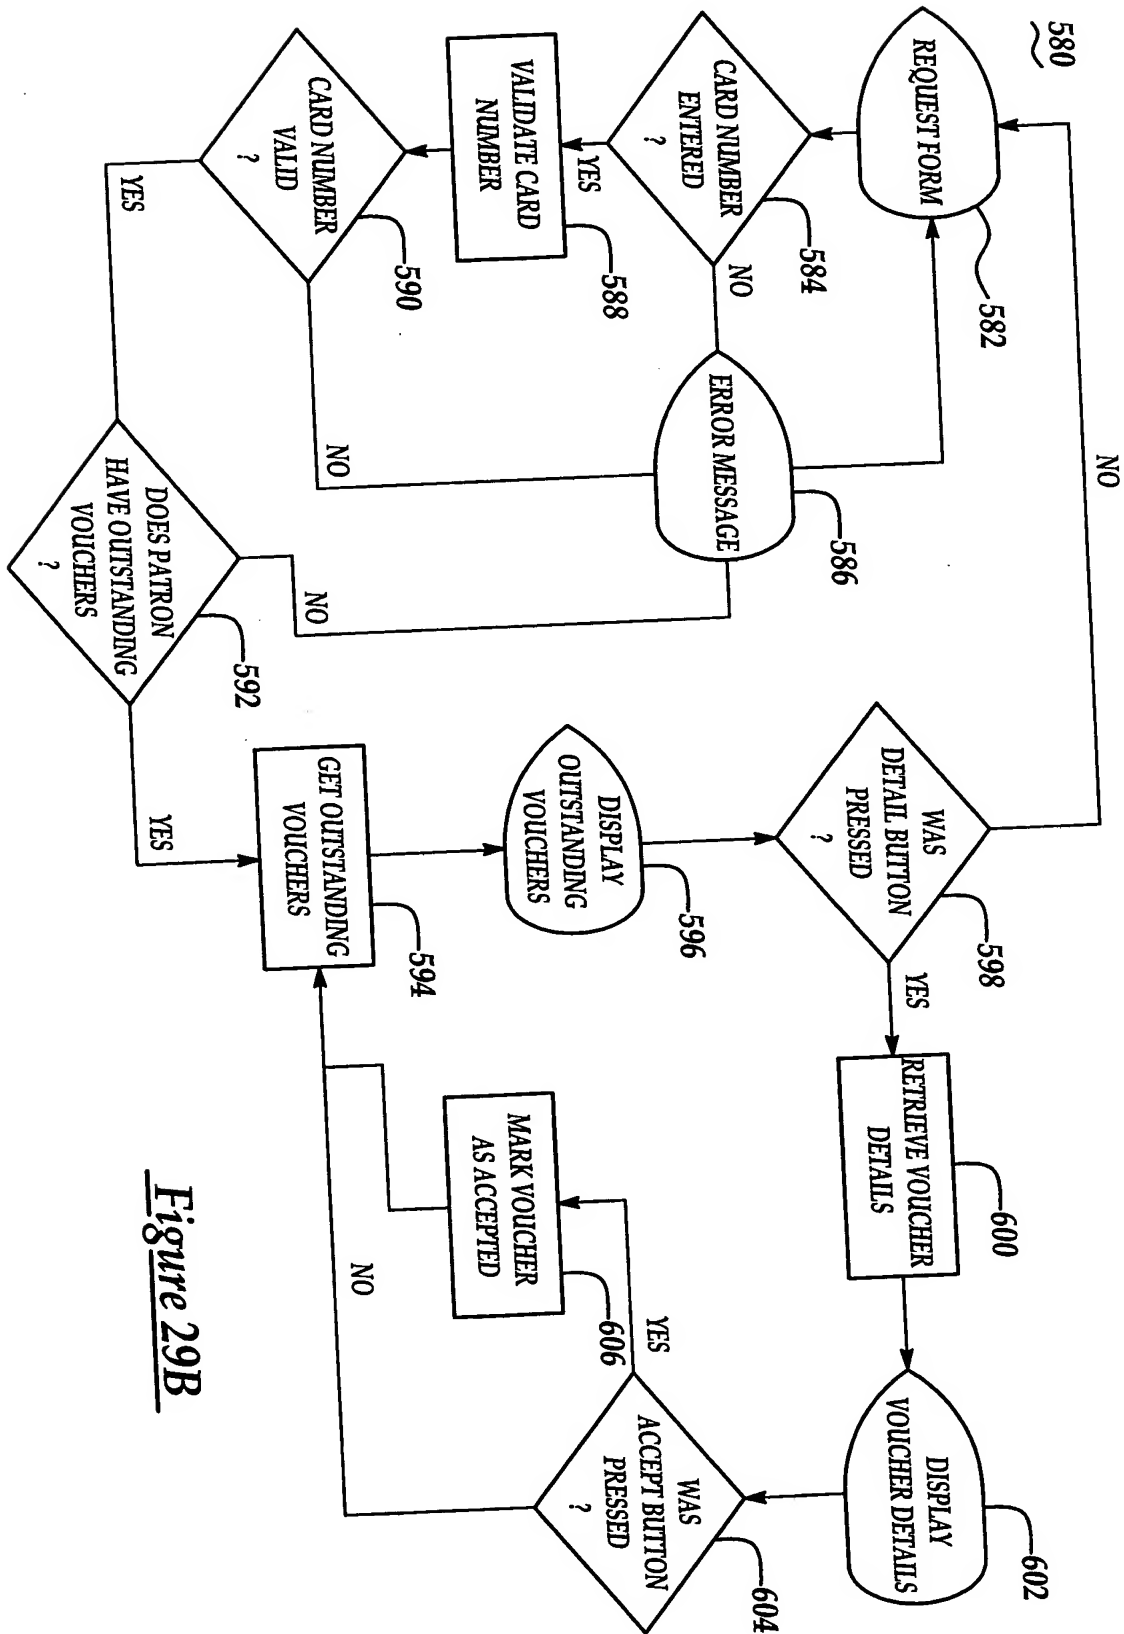 580
REQUEST FORM
582
CARD NUMBER
ENTERED
?
584
NO
YES
VALIDATE CARD
NUMBER
588
CARD NUMBER
VALID
?
590
YES
NO
ERROR MESSAGE
586
DOES PATRON
HAVE OUTSTANDING
VOUCHERS
?
592
NO
YES
GET OUTSTANDING
VOUCHERS
594
DISPLAY
OUTSTANDING
VOUCHERS
596
WAS
DETAIL BUTTON
PRESSED
?
598
NO
YES
RETRIEVE VOUCHER
DETAILS
600
DISPLAY
VOUCHER DETAILS
602
WAS
ACCEPT BUTTON
PRESSED
?
604
YES
MARK VOUCHER
AS ACCEPTED
606
NO
Figure 29B